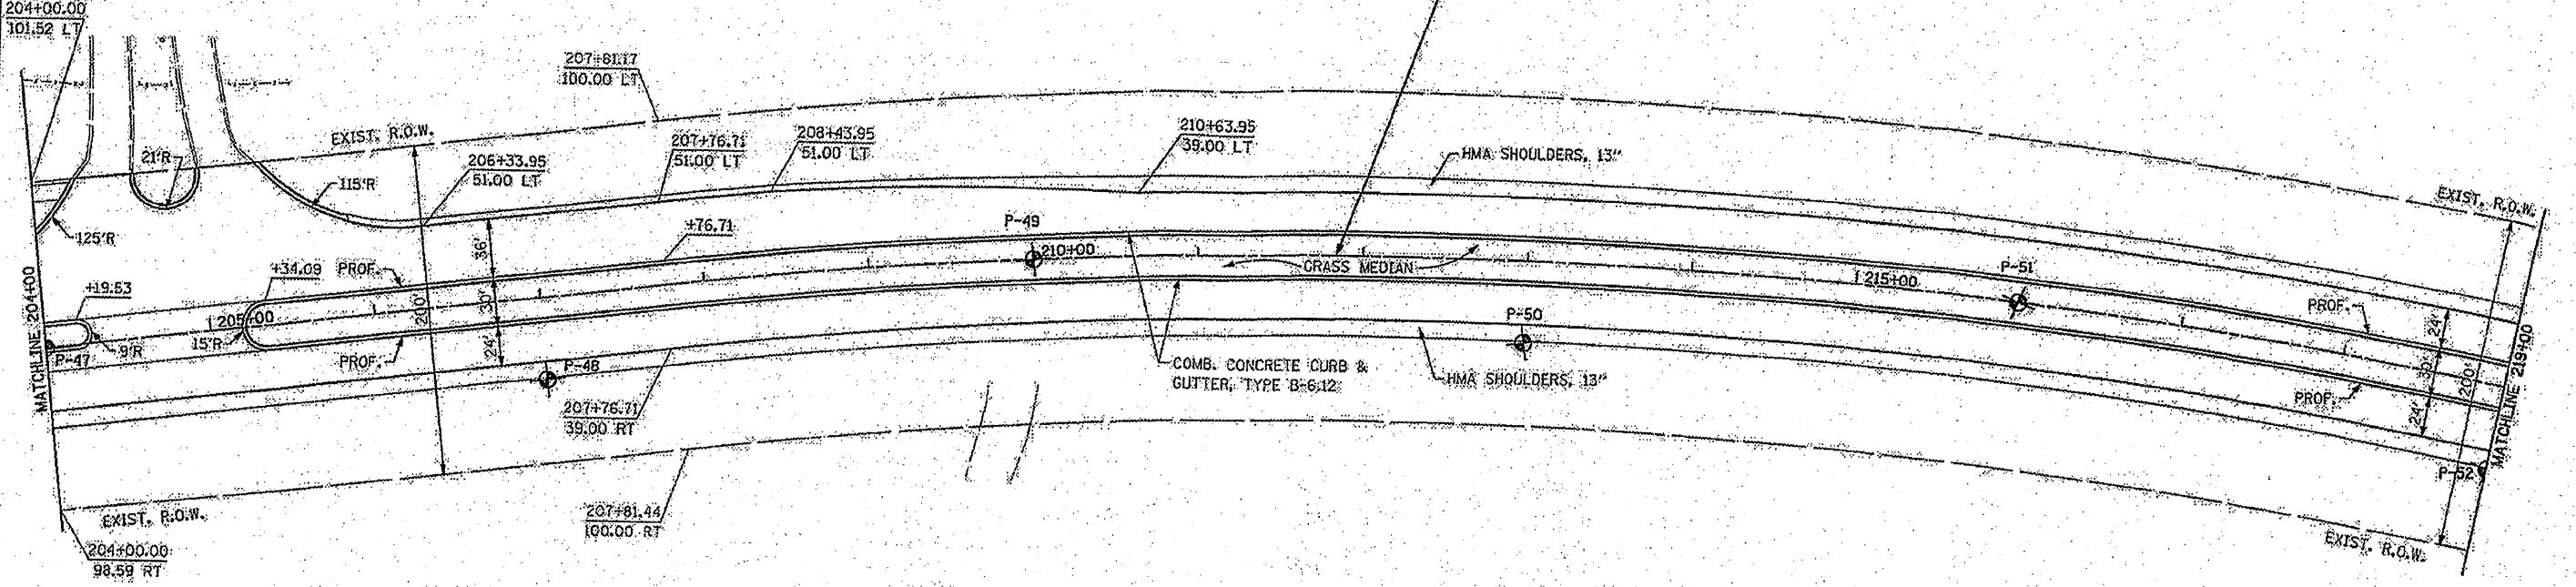 204+00.00
101.52 LT
207+81.17
100.00 LT
EXIST. R.O.W.
21'R
115'R
206+33.95
51.00 LT
207+76.71
51.00 LT
208+43.95
51.00 LT
210+63.95
39.00 LT
HMA SHOULDERS, 13"
EXIST. R.O.W.
125'R
+76.71
P-49
210+00
GRASS MEDIAN
215+00
P-51
36'
30'
24'
210'
+34.09
PROF.
+19.53
205+00
15'R
9'R
P-47
MATCHLINE 204+00
PROF.
P-48
P-50
COMB. CONCRETE CURB &
GUTTER, TYPE B-6.12
HMA SHOULDERS, 13"
207+76.71
39.00 RT
PROF.
24'
30'
24'
200'
PROF.
MATCHLINE 219+00
P-52
207+81.44
100.00 RT
EXIST. R.O.W.
204+00.00
98.59 RT
EXIST. R.O.W.